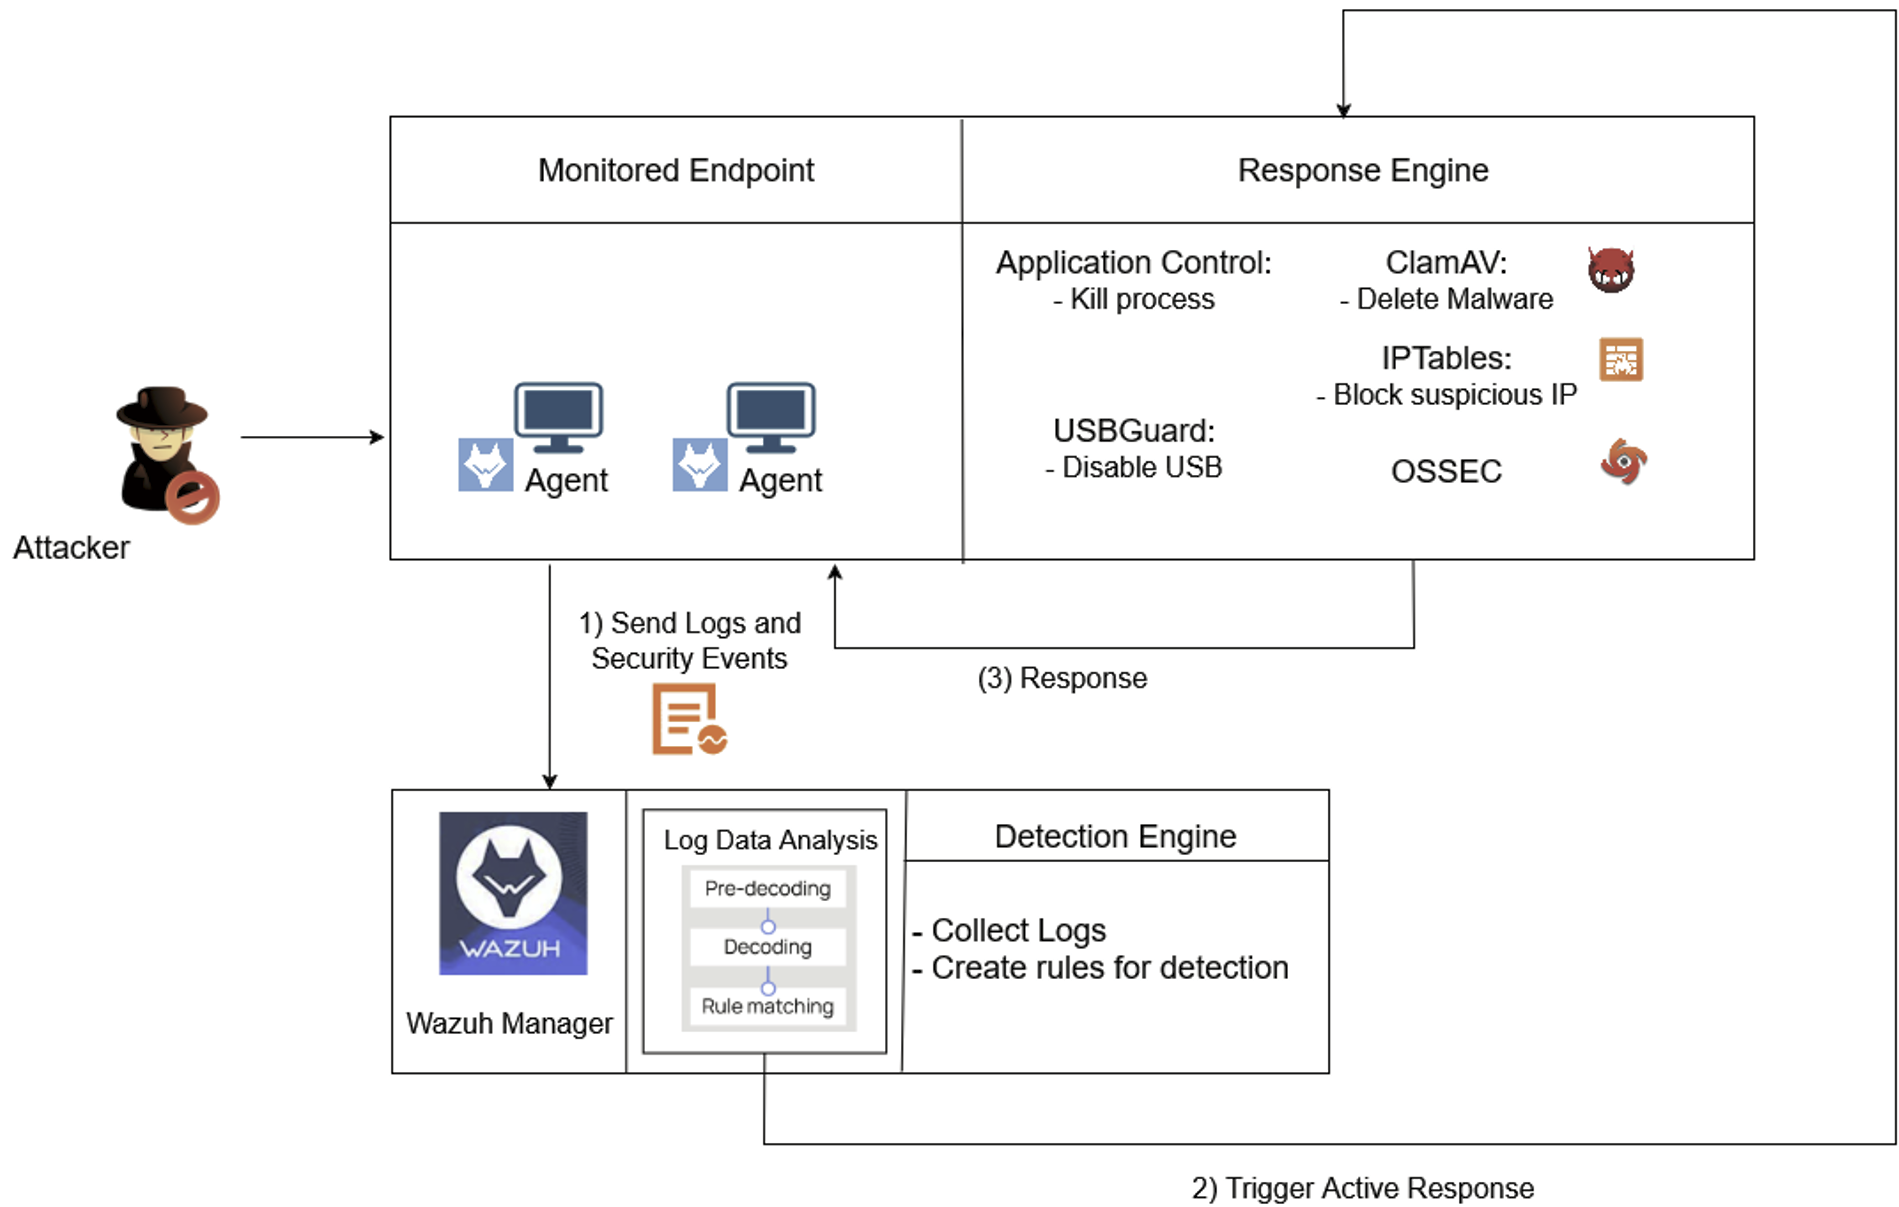 Monitored Endpoint
Response Engine
Application Control:
- Kill process
ClamAV:
- Delete Malware
IPTables:
- Block suspicious IP
USBGuard:
- Disable USB
OSSEC
Agent
Agent
Attacker
1) Send Logs and
Security Events
(3) Response
WAZUH
Wazuh Manager
Log Data Analysis
Pre-decoding
Decoding
Rule matching
Detection Engine
- Collect Logs
- Create rules for detection
2) Trigger Active Response